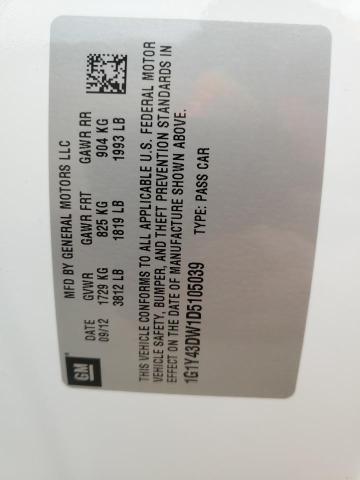 GM
MFD BY GENERAL MOTORS LLC
DATE GVWR GAWR FRT GAWR RR
09/12 1729 KG 825 KG 904 KG
3812 LB 1819 LB 1993 LB
THIS VEHICLE CONFORMS TO ALL APPLICABLE U.S. FEDERAL MOTOR
VEHICLE SAFETY, BUMPER, AND THEFT PREVENTION STANDARDS IN
EFFECT ON THE DATE OF MANUFACTURE SHOWN ABOVE.
1G1Y43DW1D5105039 TYPE: PASS CAR